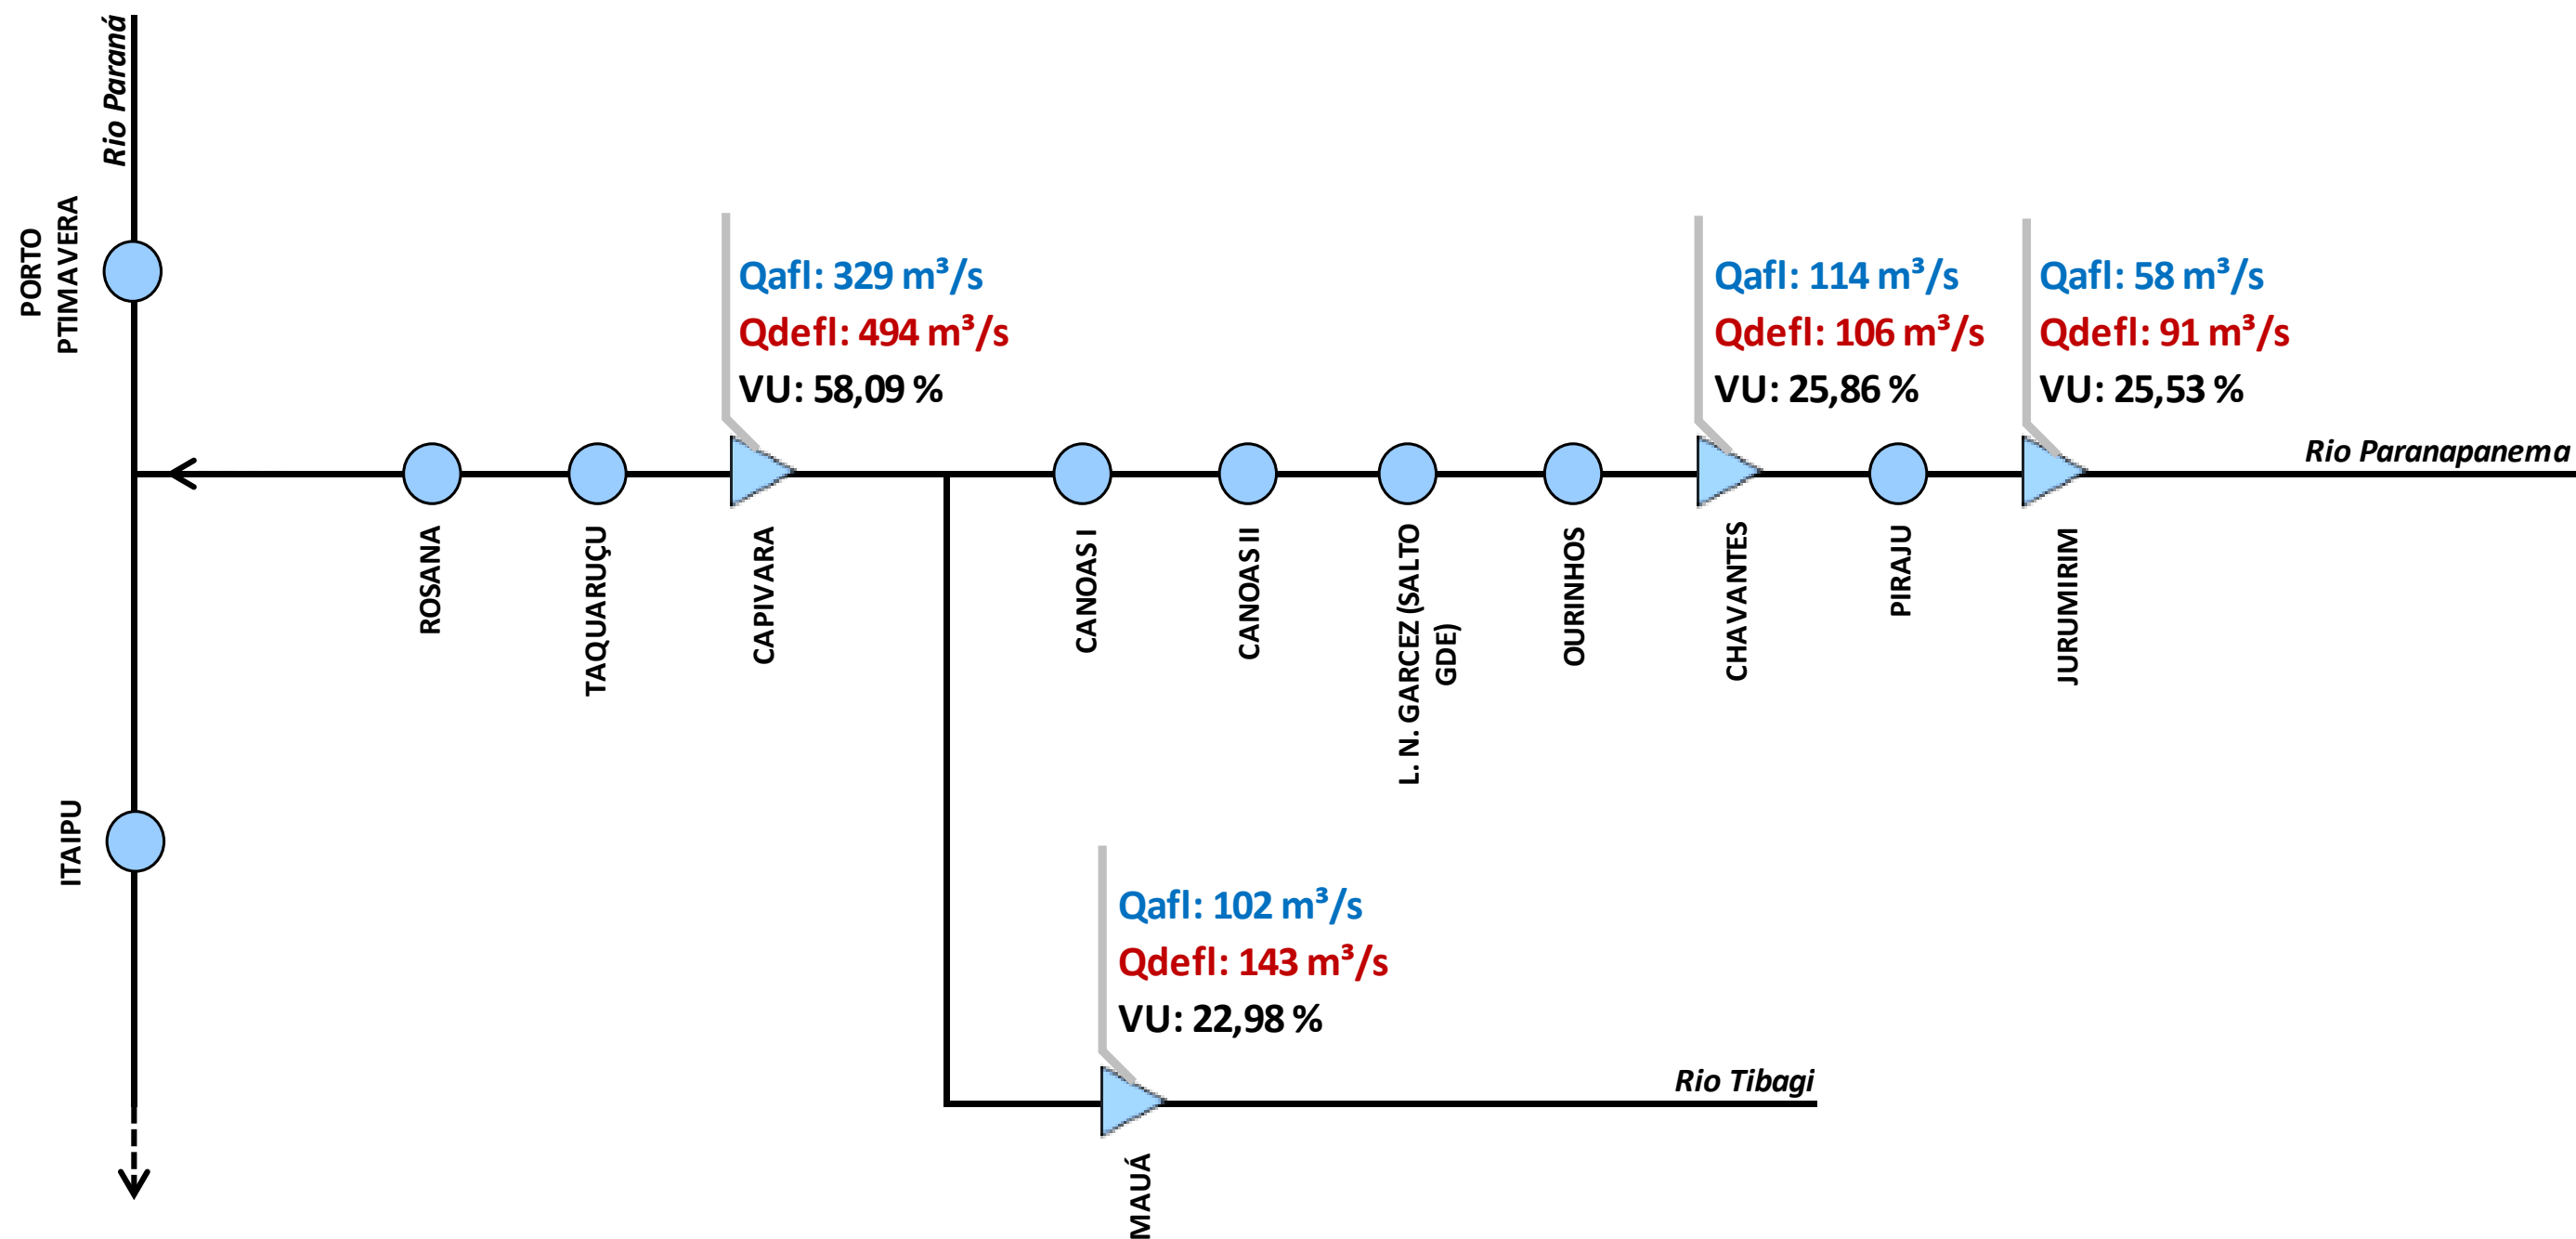 Rio Paraná
PORTO
PTIMAVERA
Qafl: 329 m³/s
Qdefl: 494 m³/s
VU: 58,09 %
Qafl: 114 m³/s
Qdefl: 106 m³/s
VU: 25,86 %
Qafl: 58 m³/s
Qdefl: 91 m³/s
VU: 25,53 %
Rio Paranapanema
ROSANA
TAQUARUÇU
CAPIVARA
CANOAS I
CANOAS II
L. N. GARCEZ (SALTO
GDE)
OURINHOS
CHAVANTES
PIRAJU
JURUMIRIM
ITAIPU
Qafl: 102 m³/s
Qdefl: 143 m³/s
VU: 22,98 %
Rio Tibagi
MAUÁ